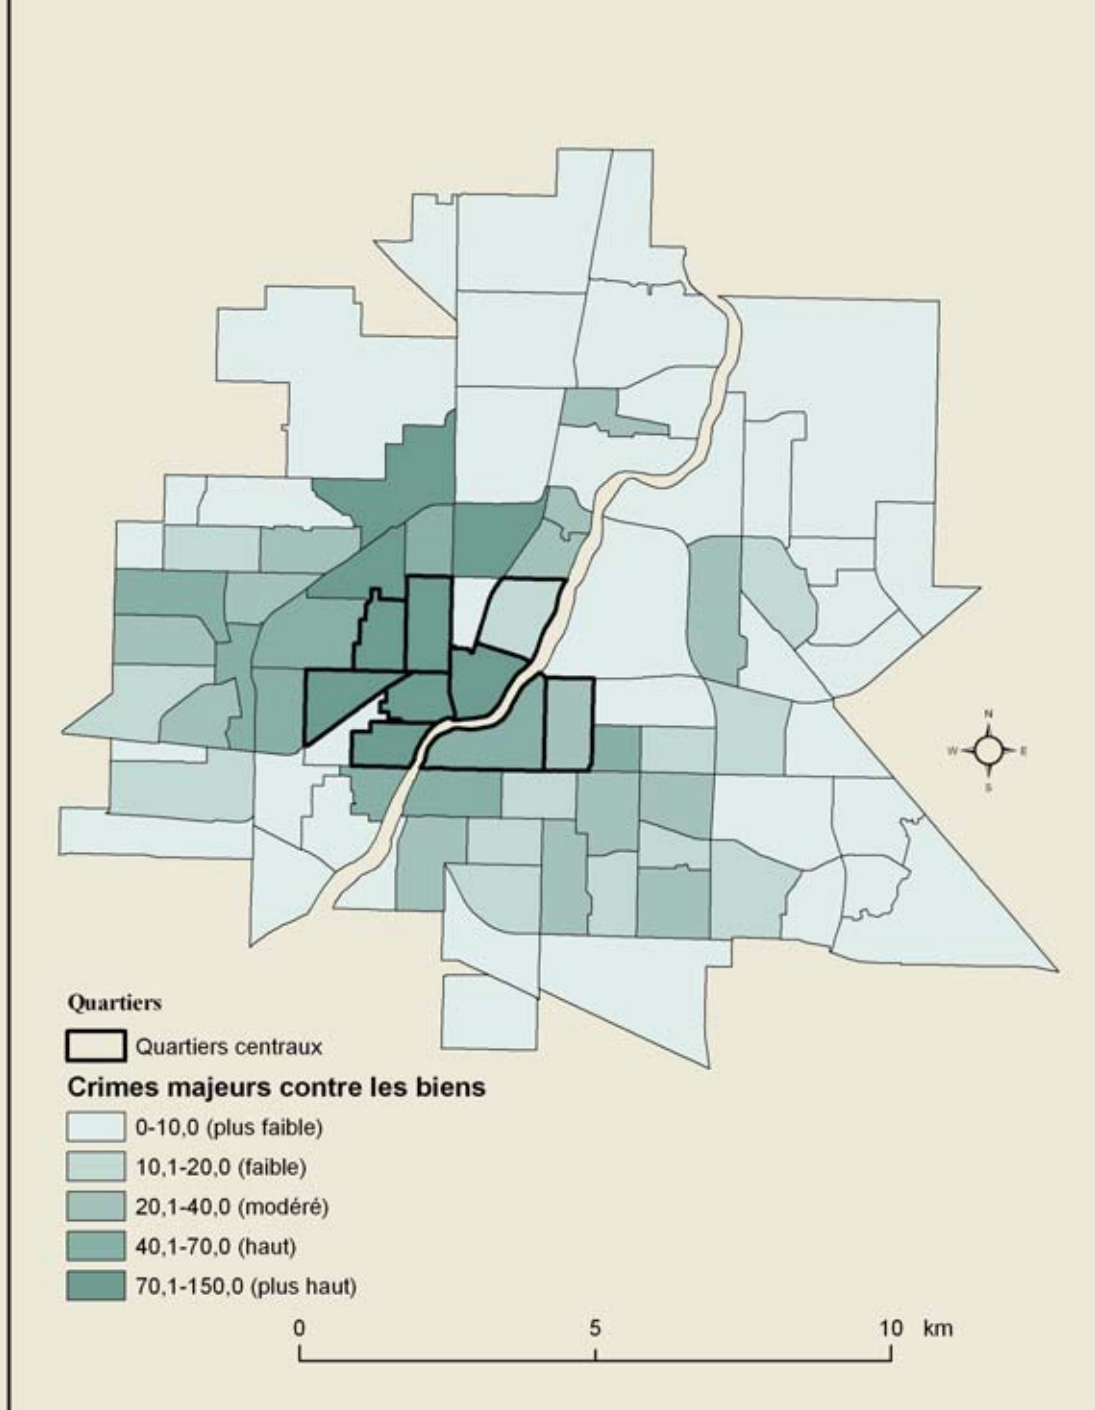 N
W E
S
Quartiers
Quartiers centraux
Crimes majeurs contre les biens
0-10,0 (plus faible)
10,1-20,0 (faible)
20,1-40,0 (modéré)
40,1-70,0 (haut)
70,1-150,0 (plus haut)
0 5 10 km